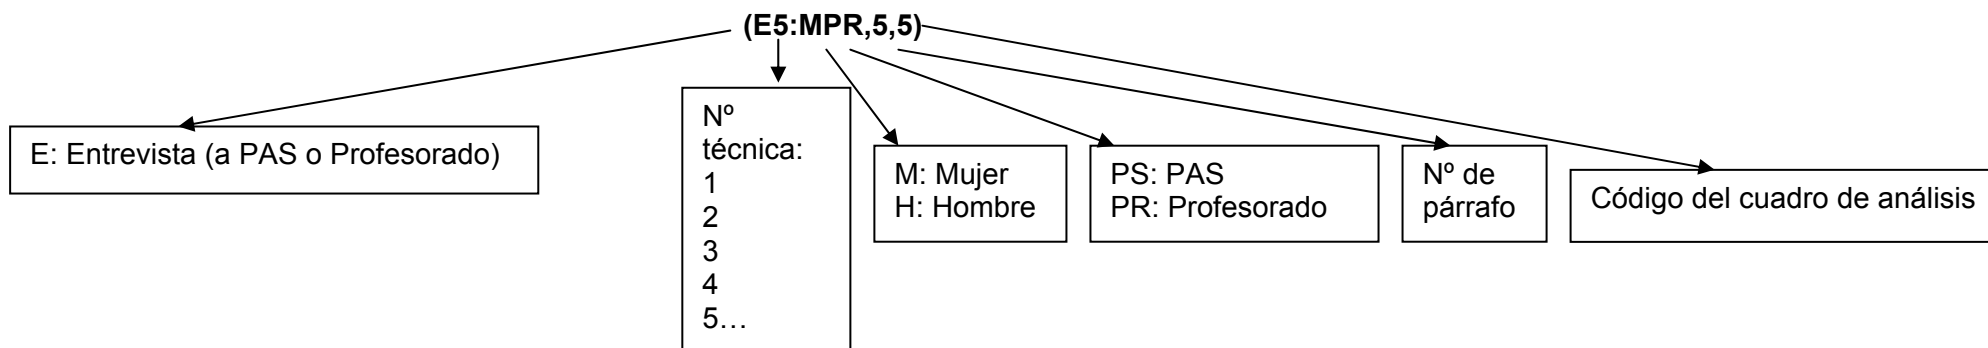 (E5:MPR,5,5)
E: Entrevista (a PAS o Profesorado)
Nº
técnica:
1
2
3
4
5…
M: Mujer
H: Hombre
PS: PAS
PR: Profesorado
Nº de
párrafo
Código del cuadro de análisis